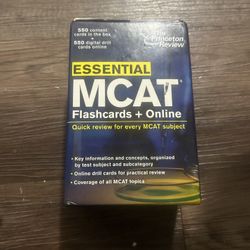 550 content
cards in the box
550 digital drill
cards online
Princeton
Review
ESSENTIAL
MCAT
Flashcards + Online
Quick review for every MCAT subject
• Key information and concepts, organized
by test subject and subcategory
• Online drill cards for practical review
• Coverage of all MCAT topics